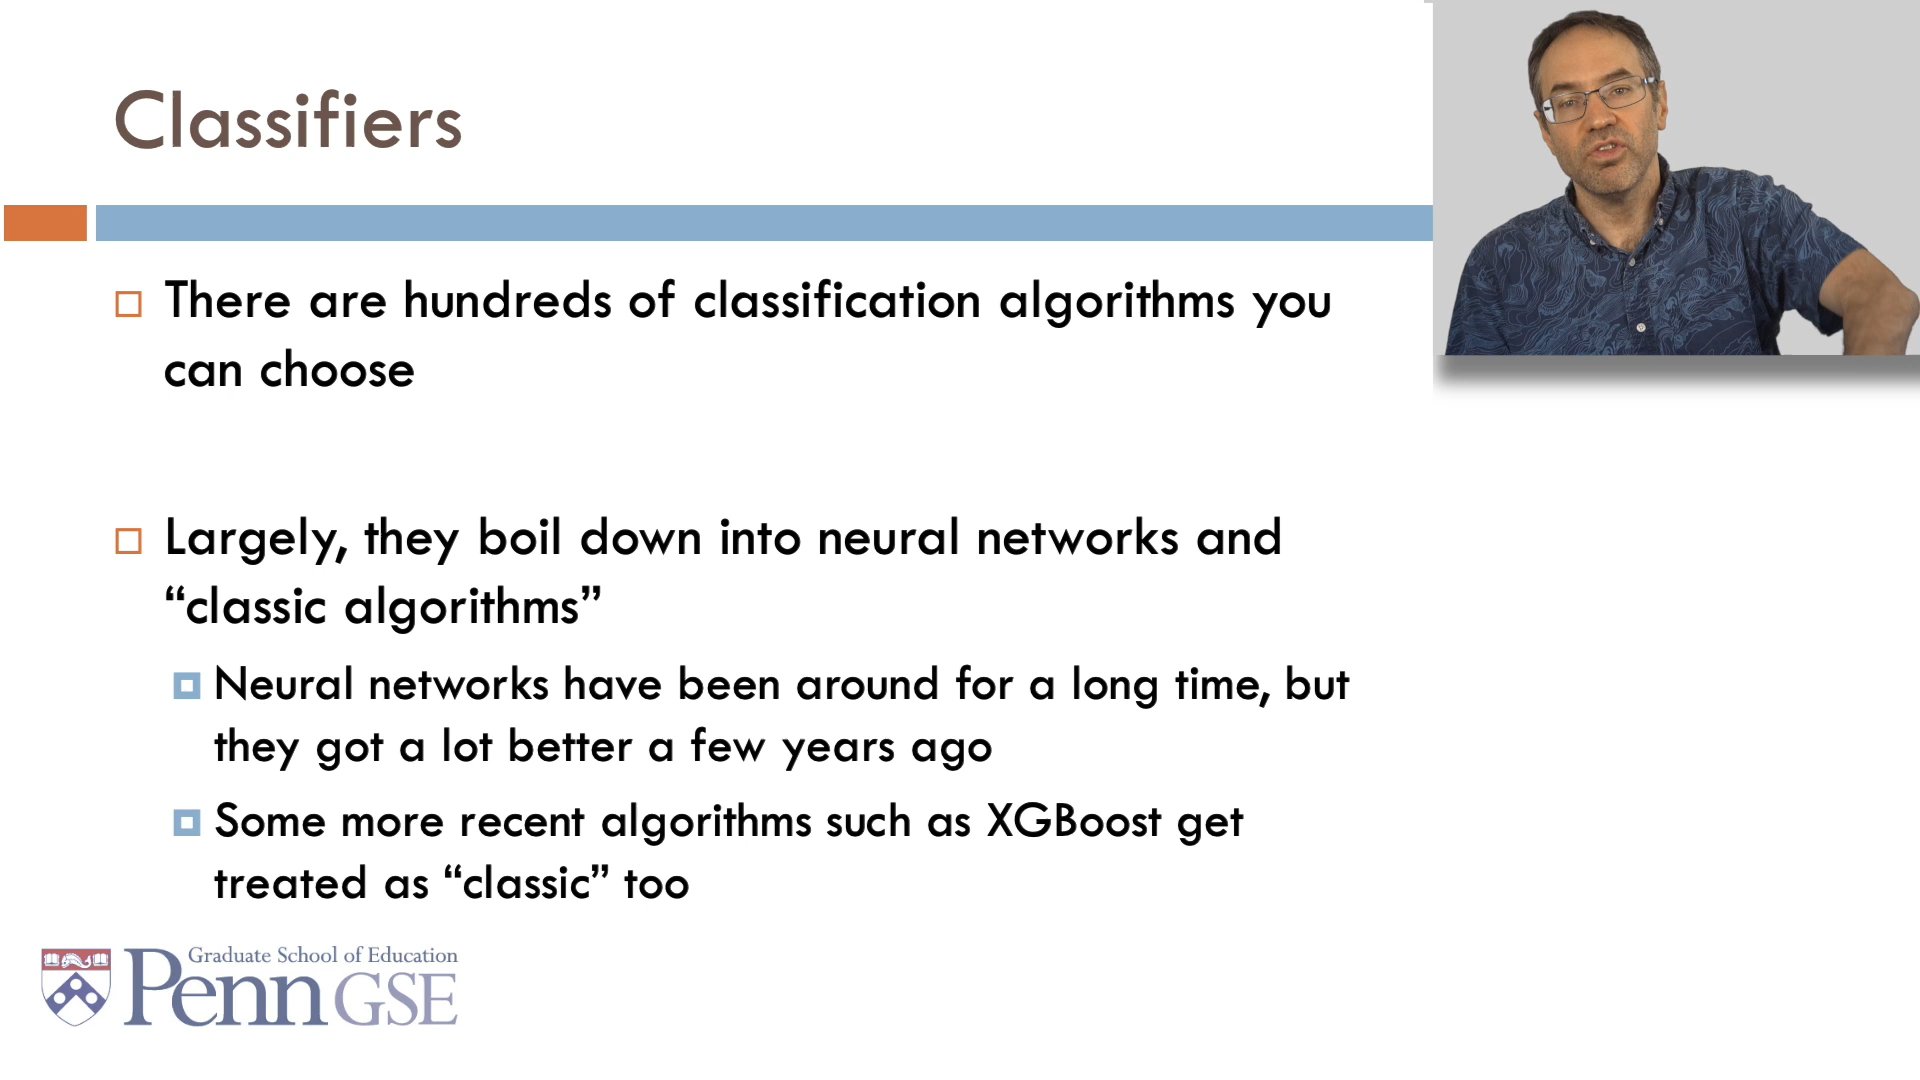 Classifiers
There are hundreds of classification algorithms you
can choose
Largely, they boil down into neural networks and
“classic algorithms”
Neural networks have been around for a long time, but
they got a lot better a few years ago
Some more recent algorithms such as XGBoost get
treated as “classic” too
Graduate School of Education
Penn GSE